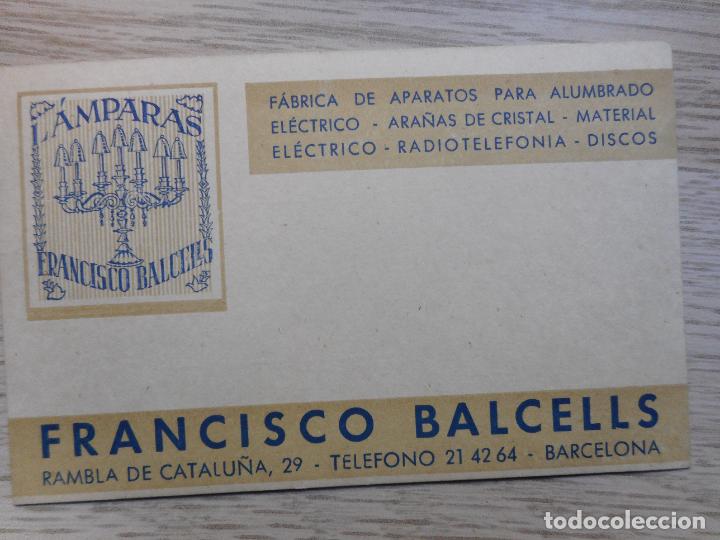 LÁMPARAS
FRANCISCO BALCELLS
FÁBRICA DE APARATOS PARA ALUMBRADO
ELÉCTRICO - ARAÑAS DE CRISTAL - MATERIAL
ELÉCTRICO - RADIOTELEFONIA - DISCOS
FRANCISCO BALCELLS
RAMBLA DE CATALUÑA, 29 - TELEFONO 21 42 64 - BARCELONA
todocoleccion.net